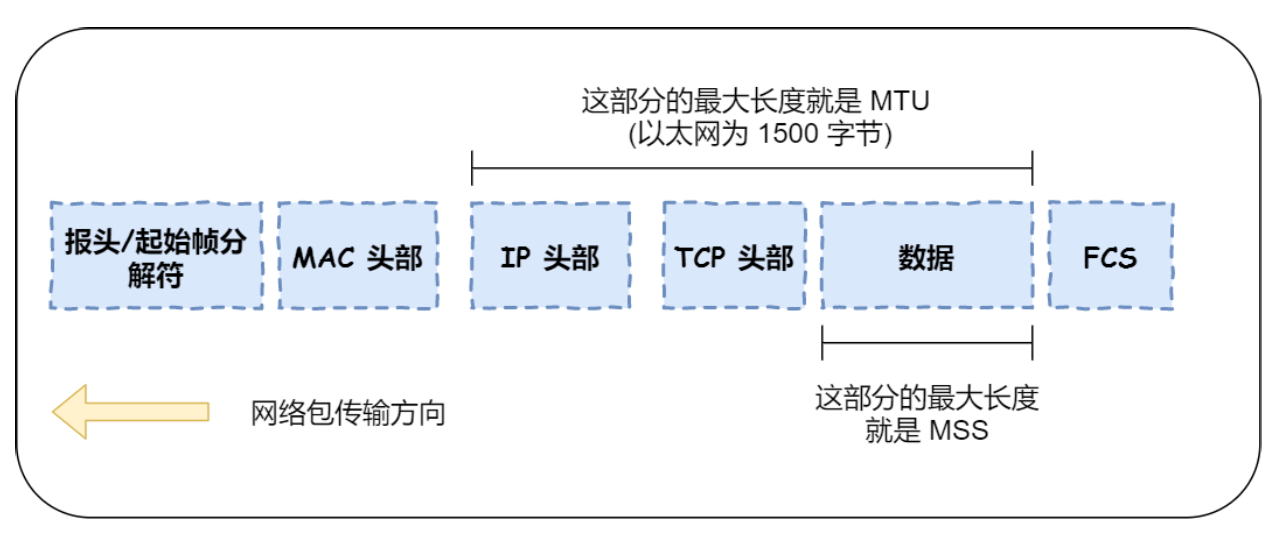 这部分的最大长度就是 MTU
(以太网为 1500 字节)
报头/起始帧分
解符
MAC 头部
IP 头部
TCP 头部
数据
FCS
网络包传输方向
这部分的最大长度
就是 MSS